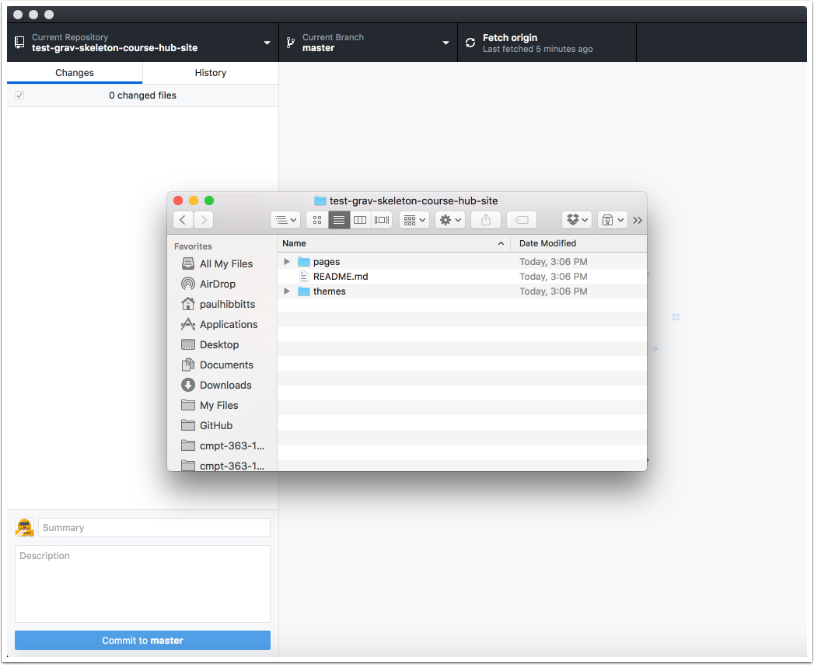 Current Repository
test-grav-skeleton-course-hub-site
Current Branch
master
Fetch origin
Last fetched 5 minutes ago
Changes
History
0 changed files
test-grav-skeleton-course-hub-site
Favorites
All My Files
AirDrop
paulhibbitts
Applications
Desktop
Documents
Downloads
My Files
GitHub
cmpt-363-1...
cmpt-363-1...
Name
Date Modified
pages
Today, 3:06 PM
README.md
Today, 3:06 PM
themes
Today, 3:06 PM
Summary
Description
Commit to master